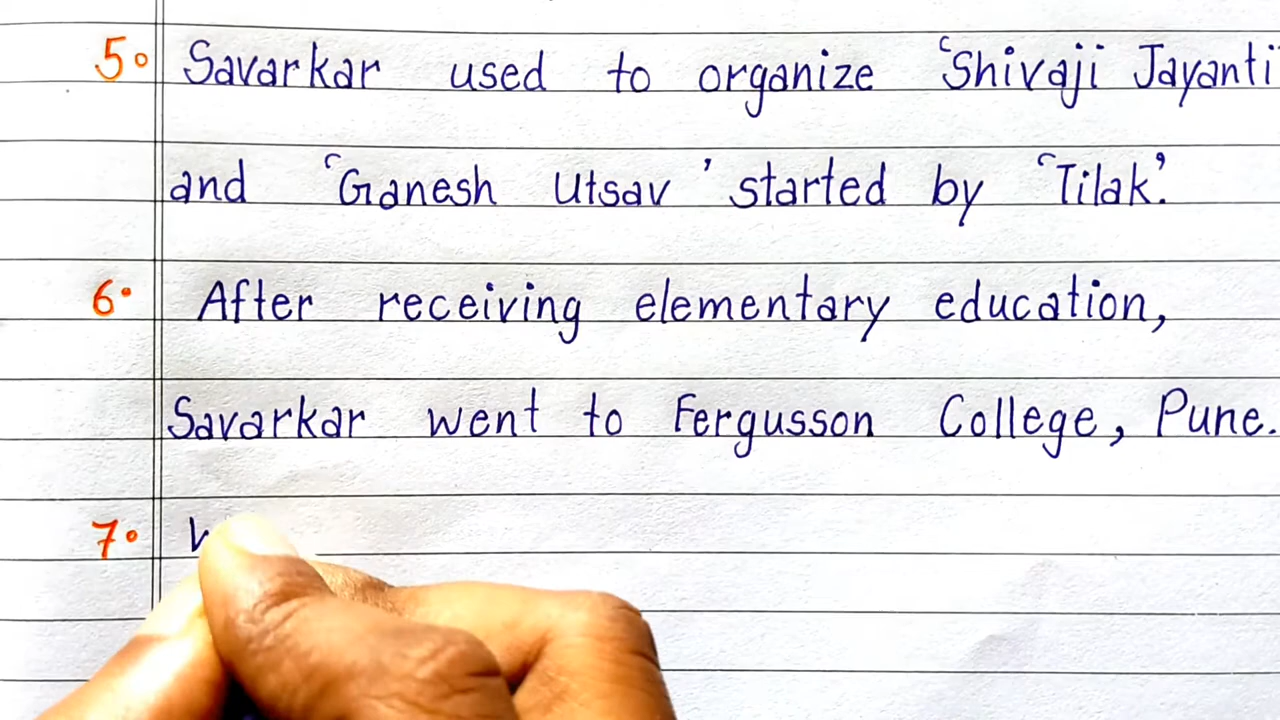 5. Savarkar used to organize 'Shivaji Jayanti'
and 'Ganesh Utsav' started by 'Tilak'.
6. After receiving elementary education,
Savarkar went to Fergusson College, Pune.
7.